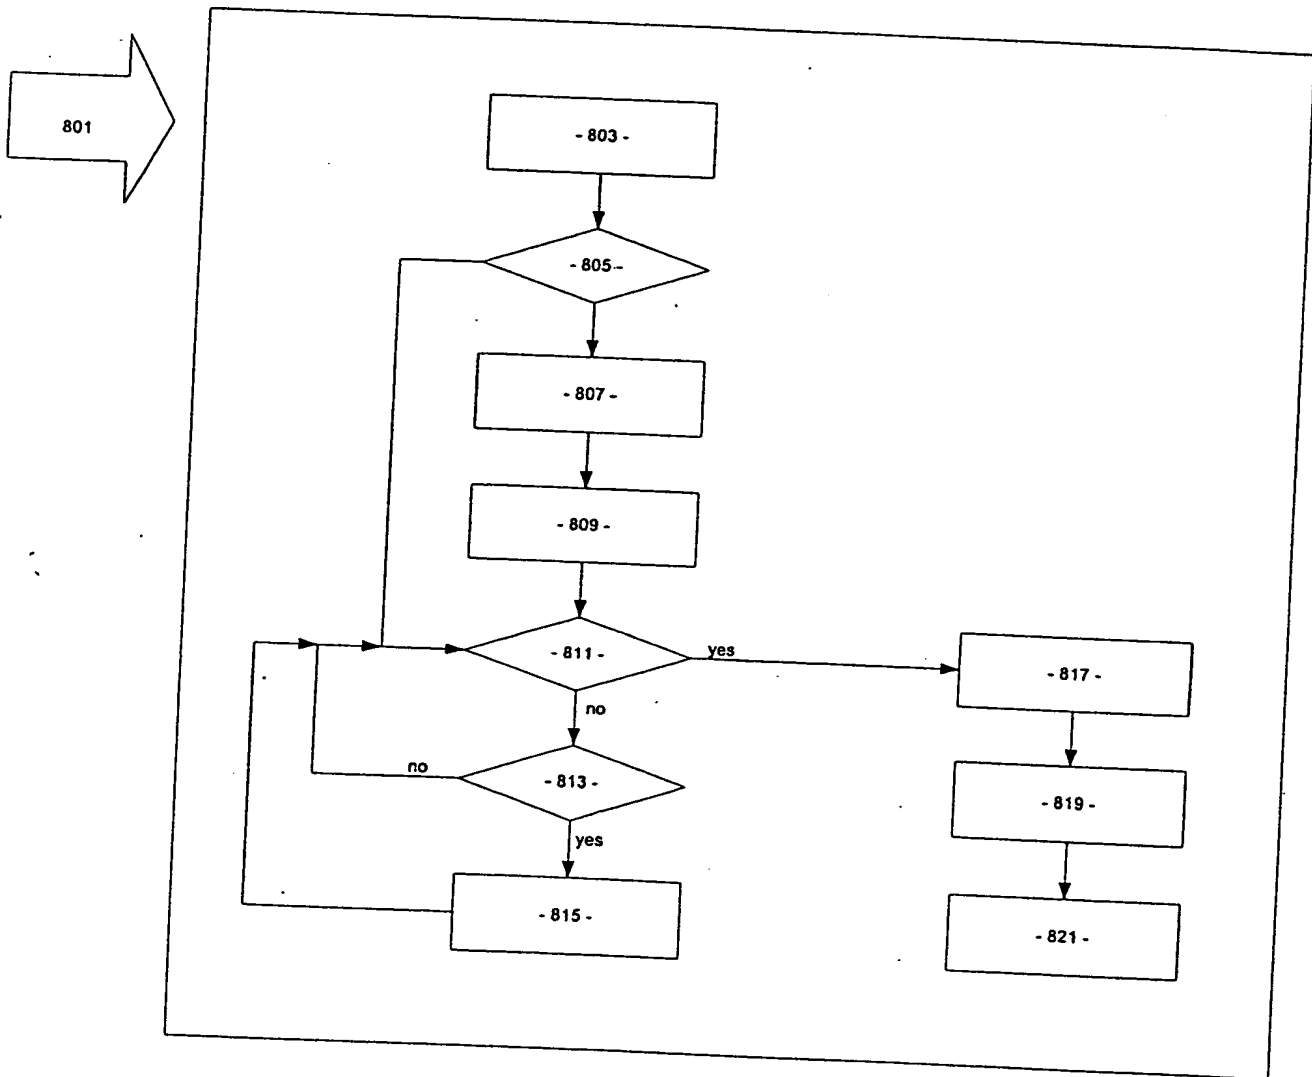 801
- 803 -
- 805 -
- 807 -
- 809 -
- 811 -
yes
- 817 -
no
no
- 813 -
- 819 -
yes
- 815 -
- 821 -